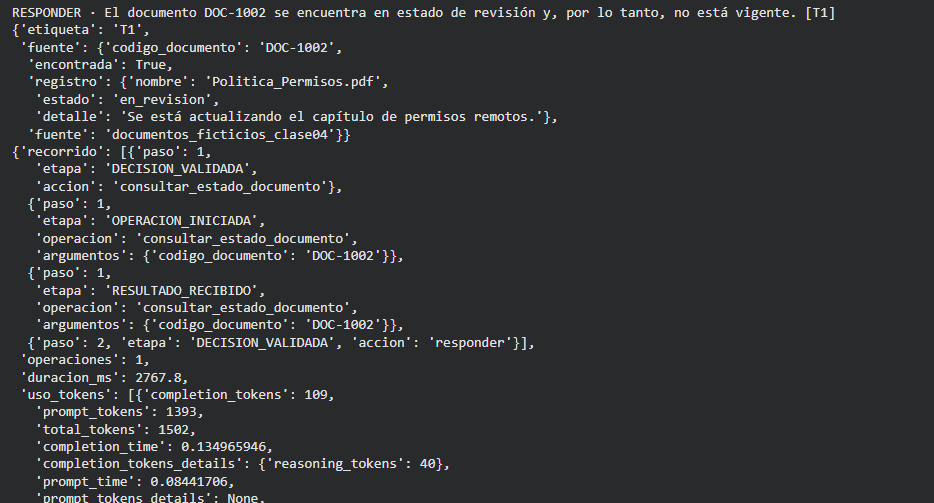 RESPONDER · El documento DOC-1002 se encuentra en estado de revisión y, por lo tanto, no está vigente. [T1]
{'etiqueta': 'T1',
 'fuente': {'codigo_documento': 'DOC-1002',
  'encontrada': True,
  'registro': {'nombre': 'Politica_Permisos.pdf',
   'estado': 'en_revision',
   'detalle': 'Se está actualizando el capítulo de permisos remotos.'},
  'fuente': 'documentos_ficticios_clase04'}}
{'recorrido': [{'paso': 1,
   'etapa': 'DECISION_VALIDADA',
   'accion': 'consultar_estado_documento'},
  {'paso': 1,
   'etapa': 'OPERACION_INICIADA',
   'operacion': 'consultar_estado_documento',
   'argumentos': {'codigo_documento': 'DOC-1002'}},
  {'paso': 1,
   'etapa': 'RESULTADO_RECIBIDO',
   'operacion': 'consultar_estado_documento',
   'argumentos': {'codigo_documento': 'DOC-1002'}},
  {'paso': 2, 'etapa': 'DECISION_VALIDADA', 'accion': 'responder'}],
 'operaciones': 1,
 'duracion_ms': 2767.8,
 'uso_tokens': [{'completion_tokens': 109,
   'prompt_tokens': 1393,
   'total_tokens': 1502,
   'completion_time': 0.134965946,
   'completion_tokens_details': {'reasoning_tokens': 40},
   'prompt_time': 0.08441706,
   'prompt_tokens_details': None,